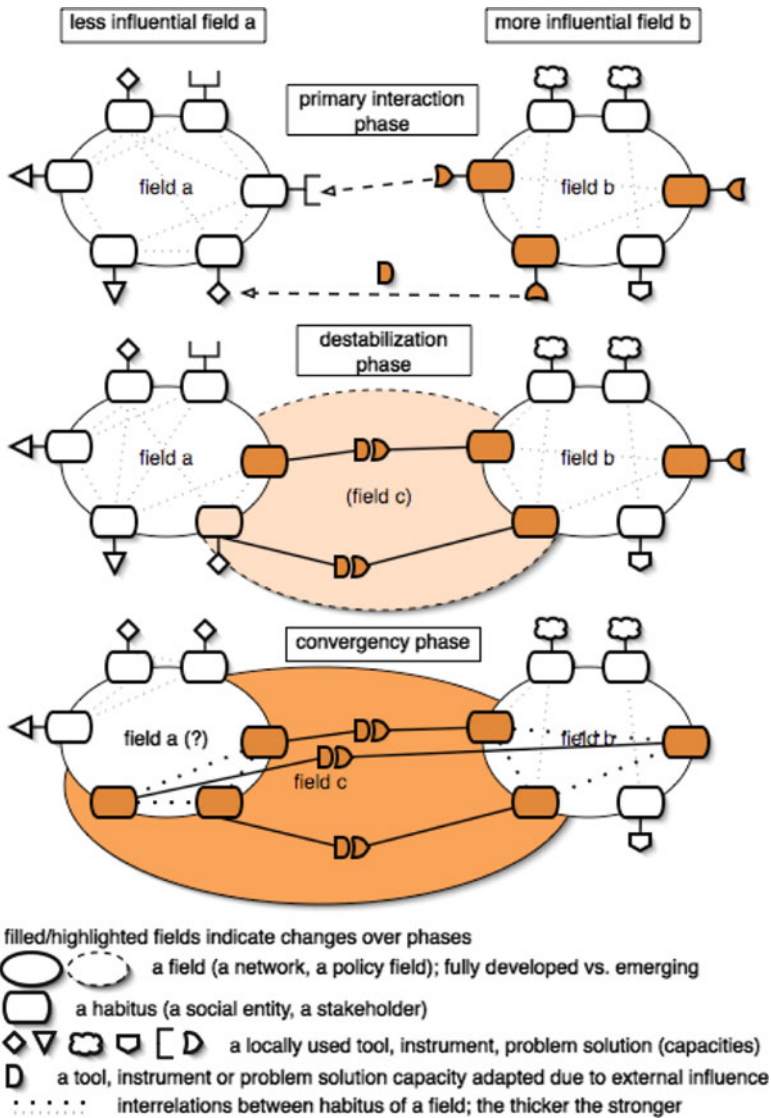 less influential field a
more influential field b
primary interaction
phase
field a
field b
destabilization
phase
field a
field b
(field c)
convergency phase
field a (?)
field b
field c
filled/highlighted fields indicate changes over phases
a field (a network, a policy field); fully developed vs. emerging
a habitus (a social entity, a stakeholder)
a locally used tool, instrument, problem solution (capacities)
a tool, instrument or problem solution capacity adapted due to external influence
interrelations between habitus of a field; the thicker the stronger